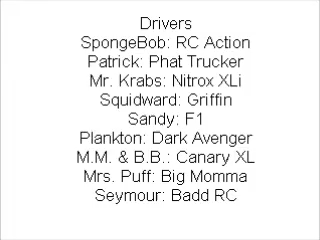 Drivers
SpongeBob: RC Action
Patrick: Phat Trucker
Mr. Krabs: Nitrox XLi
Squidward: Griffin
Sandy: F1
Plankton: Dark Avenger
M.M. & B.B.: Canary XL
Mrs. Puff: Big Momma
Seymour: Badd RC